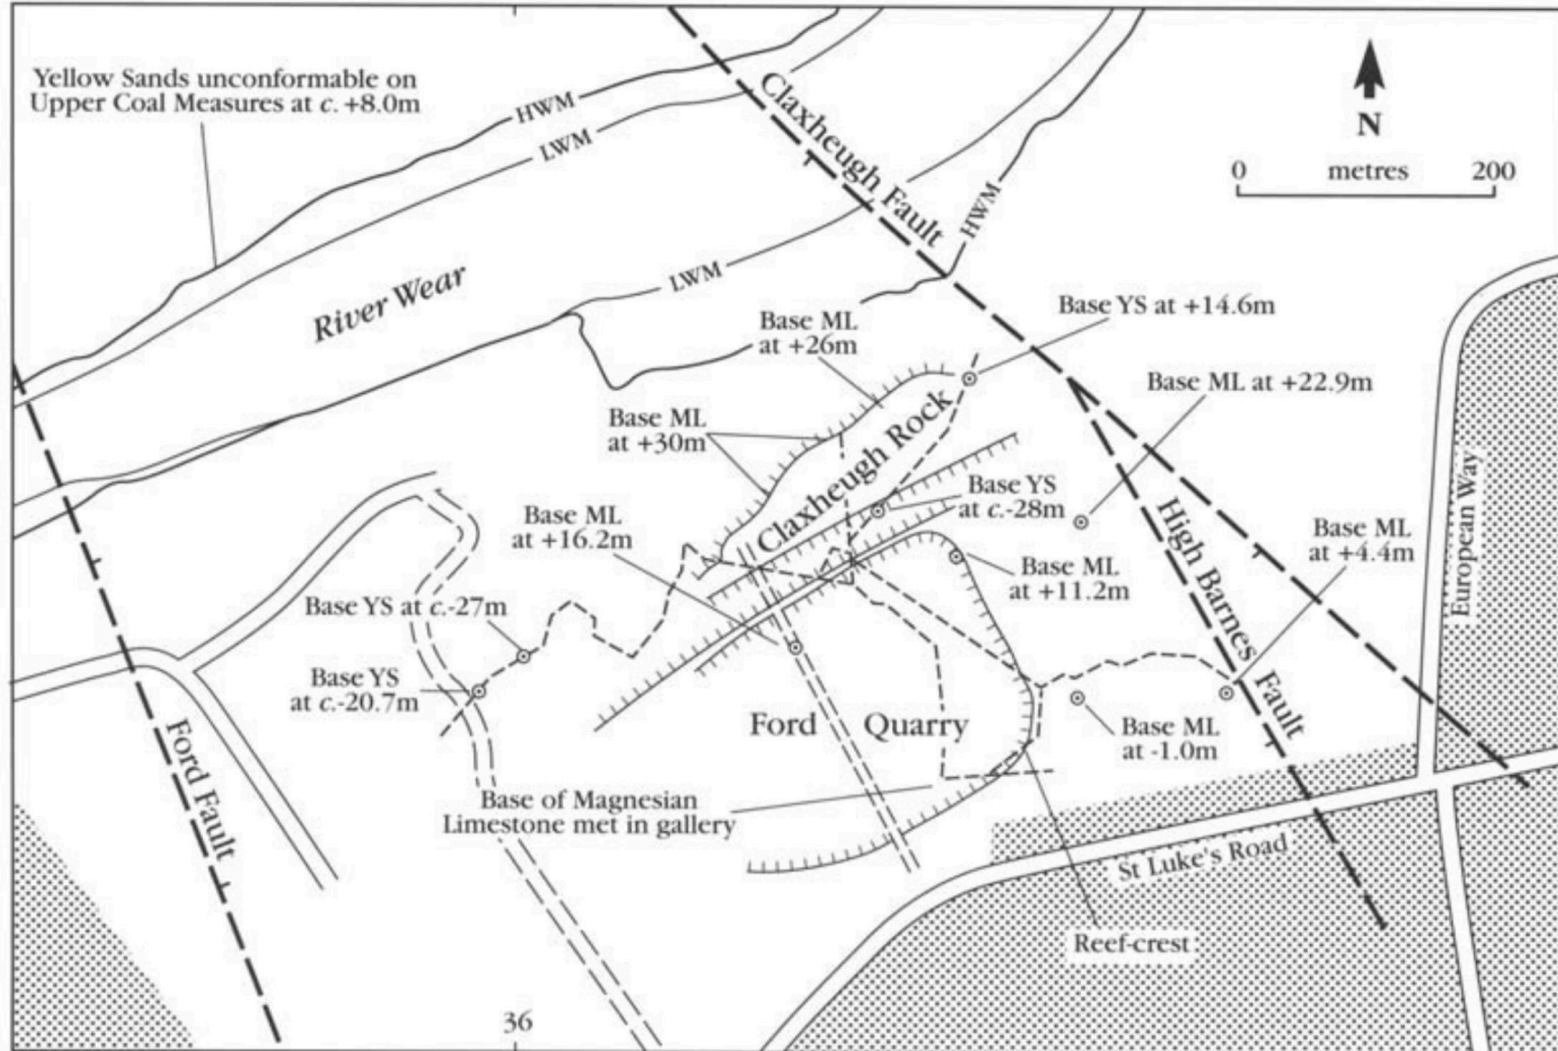 Yellow Sands unconformable on
Upper Coal Measures at c. +8.0m
HWM
LWM
Claxheugh Fault
N
0 metres 200
HWM
River Wear
LWM
Base ML
at +26m
Base YS at +14.6m
Base ML at +22.9m
Base ML
at +30m
Claxheugh Rock
Base YS
at c.-28m
Base ML
at +16.2m
High Barnes Fault
Base ML
at +4.4m
European Way
Base ML
at +11.2m
Base YS at c.-27m
Base YS
at c.-20.7m
Ford Quarry
Base ML
at -1.0m
Ford Fault
Base of Magnesian
Limestone met in gallery
St Luke's Road
Reef-crest
36